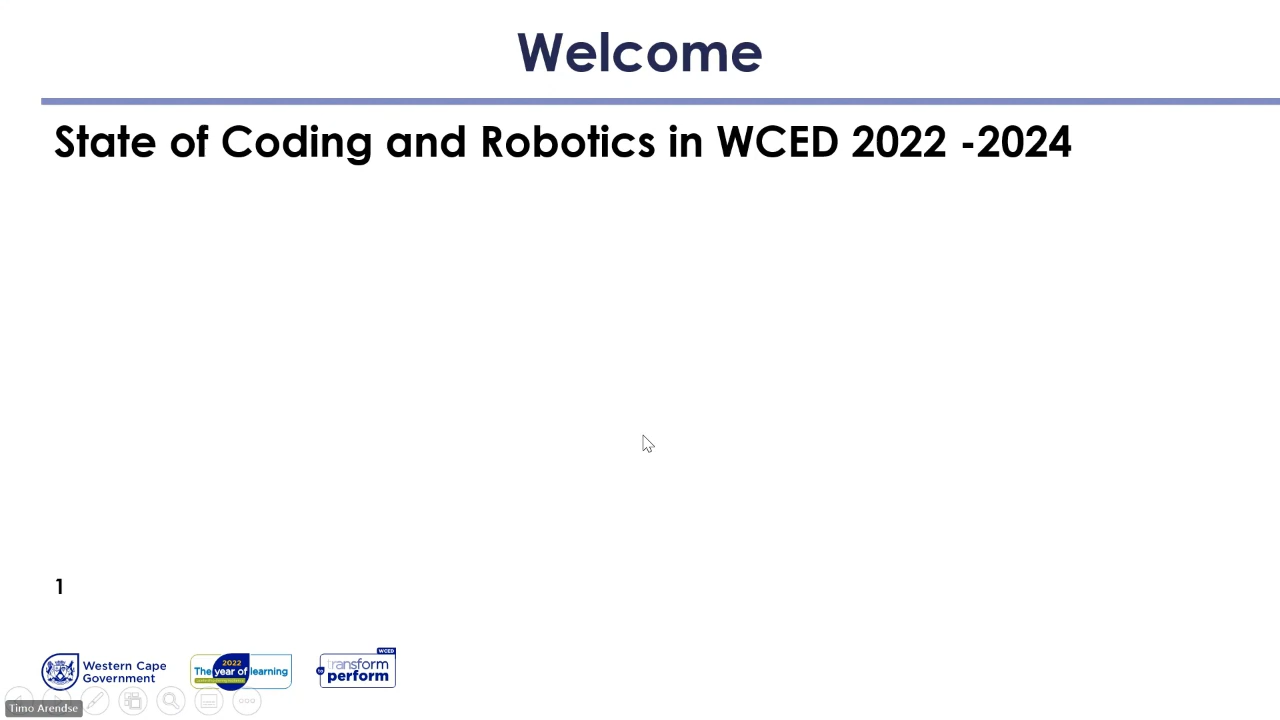 Welcome
State of Coding and Robotics in WCED 2022 -2024
1
Western Cape
Government
2022
The year of learning
WCED
transform
to perform
Timo Arendse